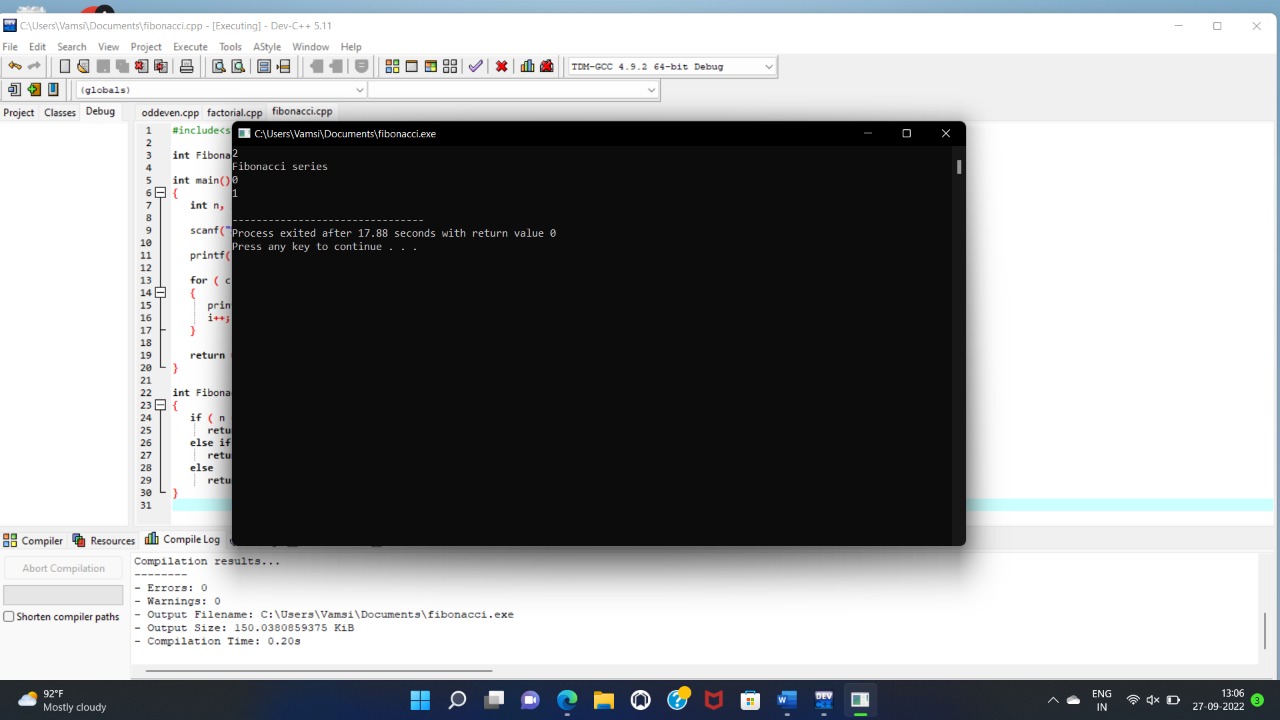 C:\Users\Vamsi\Documents\fibonacci.cpp - [Executing] - Dev-C++ 5.11
File Edit Search View Project Execute Tools AStyle Window Help
TDM-GCC 4.9.2 64-bit Debug
(globals)
Project Classes Debug oddeven.cpp factorial.cpp fibonacci.cpp
1 #include<s
2
3 int Fibona
4
5 int main()
6 {
7 int n,
8
9 scanf("
10
11 printf(
12
13 for ( c
14 {
15 prin
16 i++;
17 }
18
19 return
20 }
21
22 int Fibona
23 {
24 if ( n
25 retu
26 else if
27 retu
28 else
29 retu
30 }
31
C:\Users\Vamsi\Documents\fibonacci.exe
2
Fibonacci series
0
1
--------------------------------
Process exited after 17.88 seconds with return value 0
Press any key to continue . . .
Compiler Resources Compile Log
Abort Compilation
Shorten compiler paths
Compilation results...
--------
- Errors: 0
- Warnings: 0
- Output Filename: C:\Users\Vamsi\Documents\fibonacci.exe
- Output Size: 150.0380859375 KiB
- Compilation Time: 0.20s
92°F
Mostly cloudy
DEV
ENG
IN
13:06
27-09-2022
3